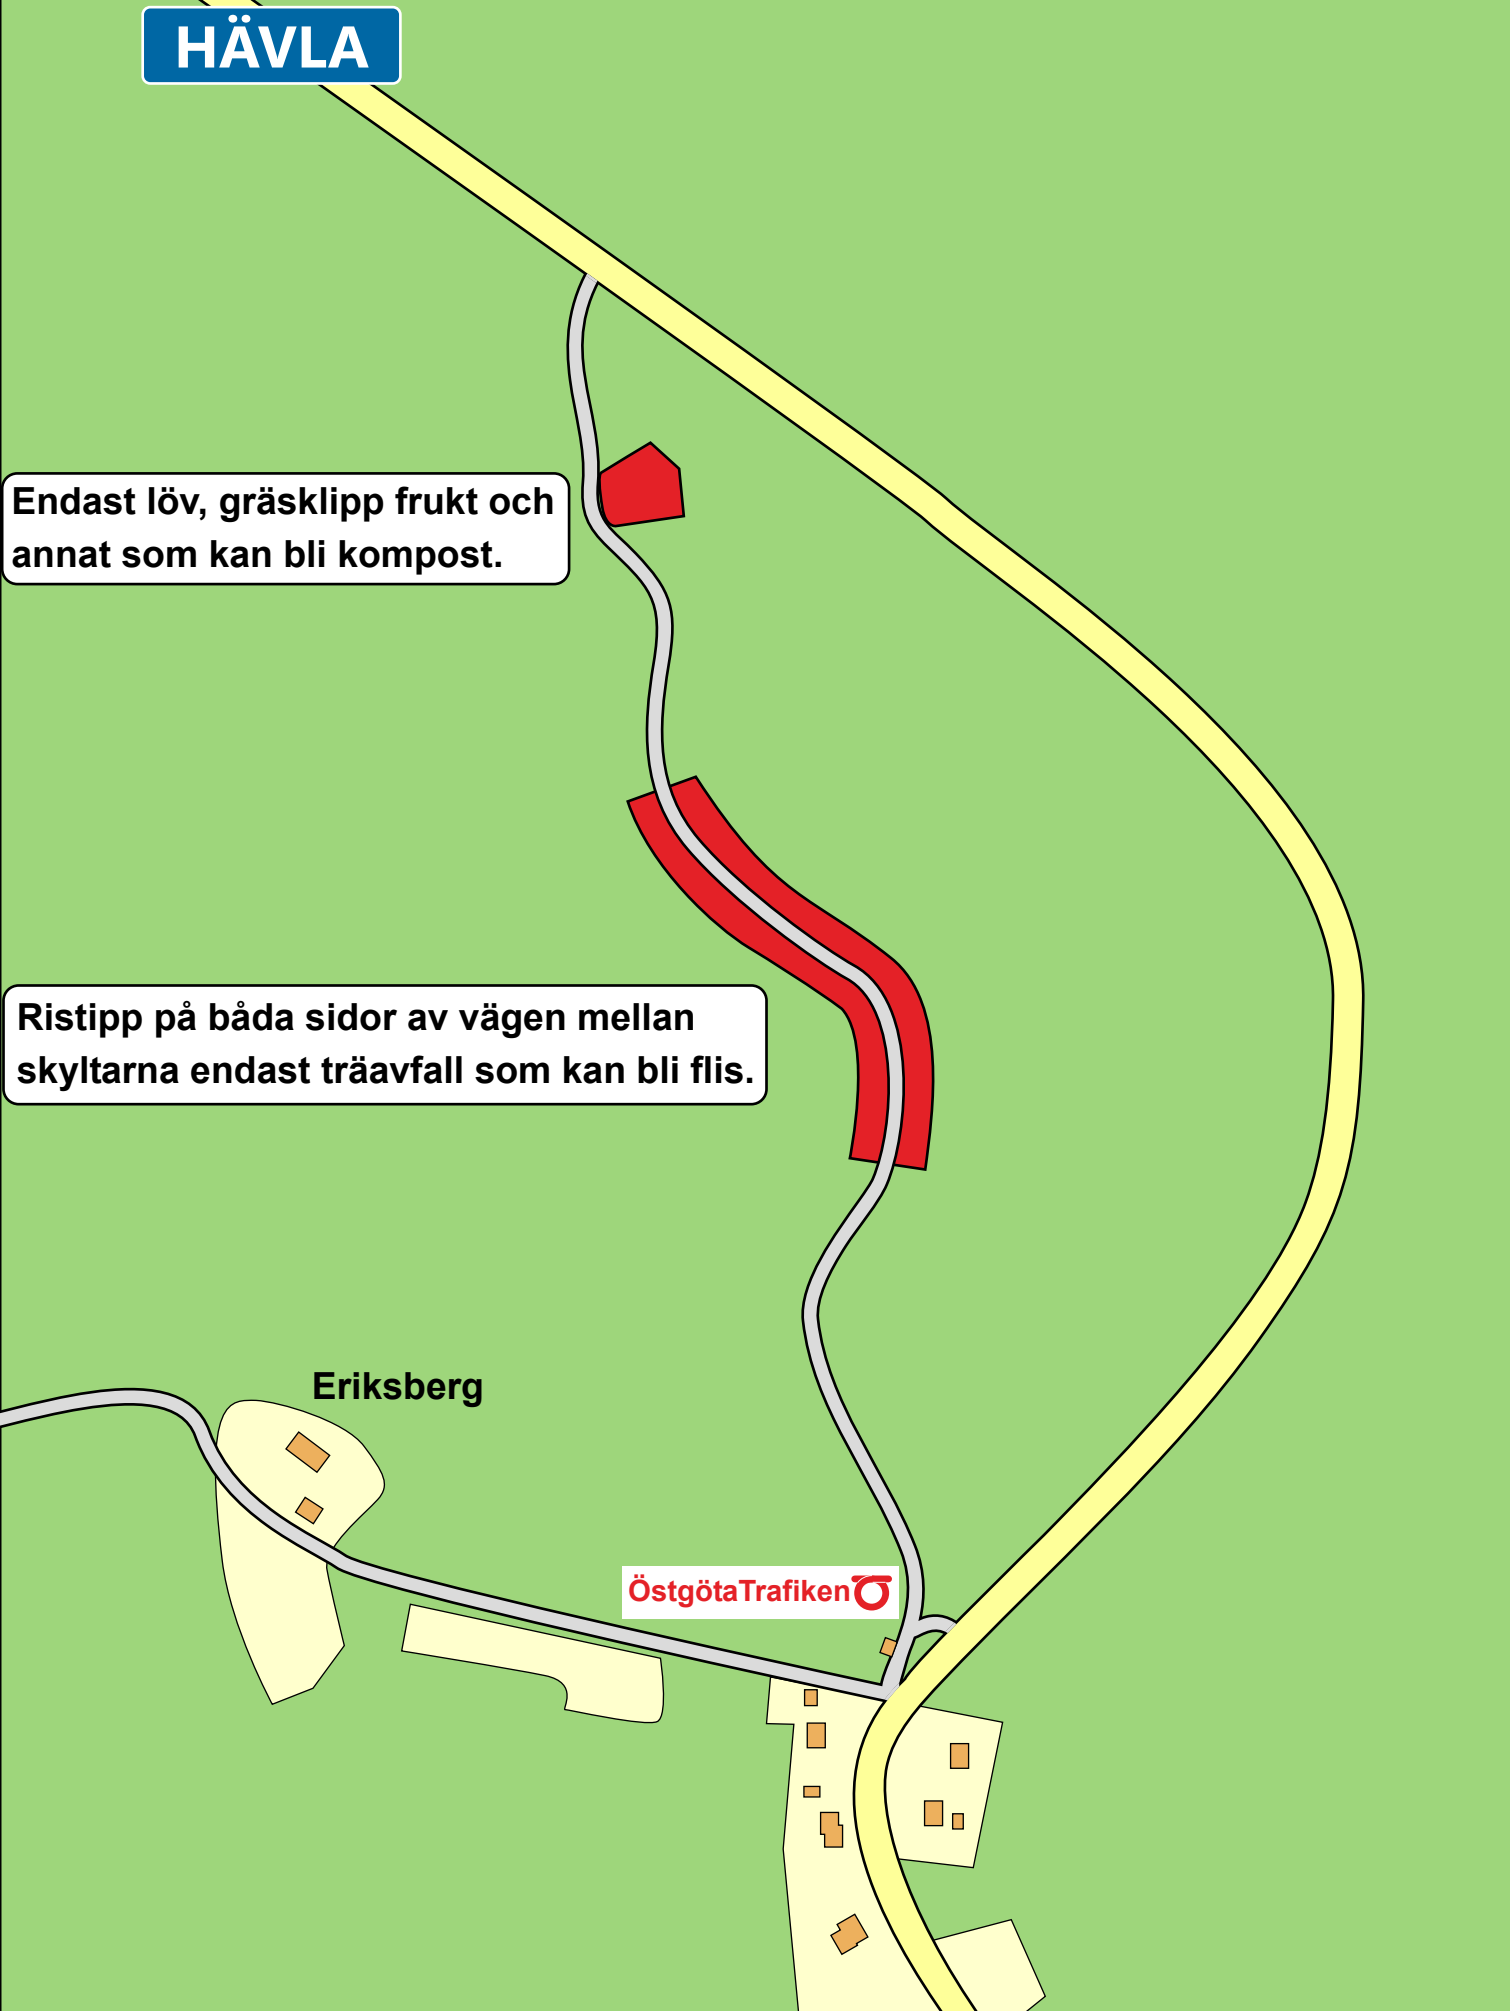 HÄVLA
Endast löv, gräsklipp frukt och
annat som kan bli kompost.
Ristipp på båda sidor av vägen mellan
skyltarna endast träavfall som kan bli flis.
Eriksberg
ÖstgötaTrafiken